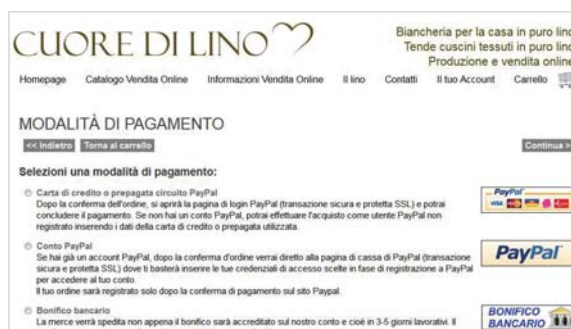 CUORE DI LINO
Biancheria per la casa in puro lino
Tende cuscini tessuti in puro lino
Produzione e vendita online
Homepage Catalogo Vendita Online Informazioni Vendita Online Il lino Contatti Il tuo Account Carrello
MODALITÀ DI PAGAMENTO
<< Indietro Torna al carrello Continua >
Selezioni una modalità di pagamento:
Carta di credito o prepagata circuito PayPal
Dopo la conferma dell'ordine, si aprirà la pagina di login PayPal (transazione sicura e protetta SSL) e potrai
concludere il pagamento. Se non hai un conto PayPal, potrai effettuare l'acquisto come utente PayPal non
registrato inserendo i dati della carta di credito o prepagata utilizzata.
PayPal
VISA
Conto PayPal
Se hai già un account PayPal, dopo la conferma d'ordine verrai diretto alla pagina di cassa di PayPal (transazione
sicura e protetta SSL) dove ti basterà inserire le tue credenziali di accesso scelte in fase di registrazione a PayPal
per accedere al tuo conto.
Il tuo ordine sarà registrato solo dopo la conferma di pagamento sul sito Paypal.
PayPal
Bonifico bancario
La merce verrà spedita non appena il bonifico sarà accreditato sul nostro conto e cioè in 3-5 giorni lavorativi. Il
BONIFICO
BANCARIO